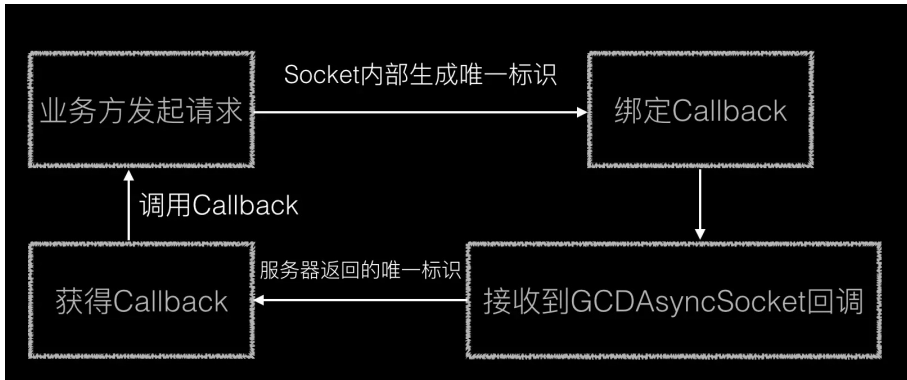 Socket内部生成唯一标识
业务方发起请求
绑定Callback
调用Callback
服务器返回的唯一标识
获得Callback
接收到GCDAsyncSocket回调